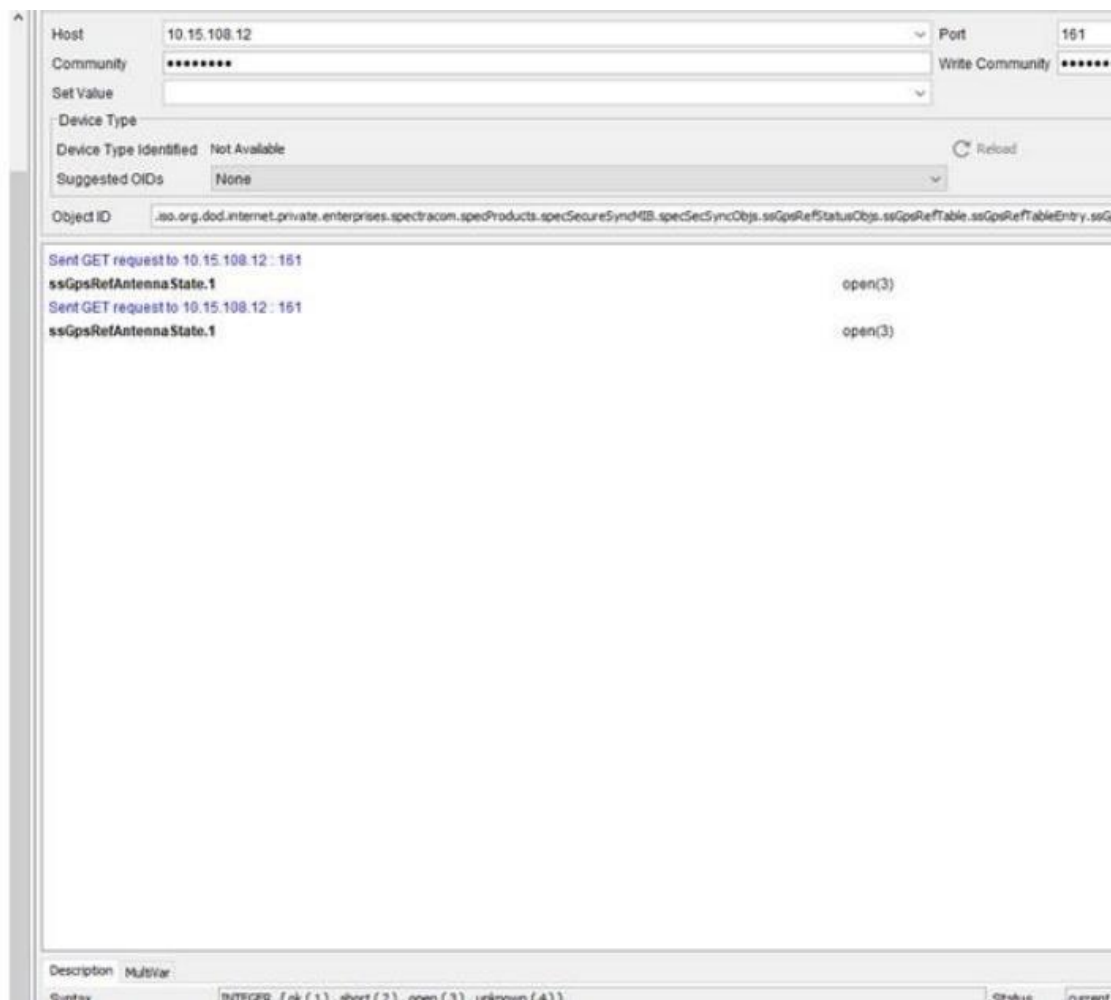 Host 10.15.108.12 Port 161
Community •••••••• Write Community ••••••
Set Value
Device Type
Device Type Identified Not Available Reload
Suggested OIDs None
Object ID .iso.org.dod.internet.private.enterprises.spectracom.specProducts.specSecureSyncMIB.specSecSyncObjs.ssGpsRefStatusObjs.ssGpsRefTable.ssGpsRefTableEntry.ssG
Sent GET request to 10.15.108.12 : 161
ssGpsRefAntennaState.1 open(3)
Sent GET request to 10.15.108.12 : 161
ssGpsRefAntennaState.1 open(3)
Description MultiVar
Syntax INTEGER {ok ( 1 ) , short ( 2 ) , open ( 3 ) , unknown ( 4 ) } Status current